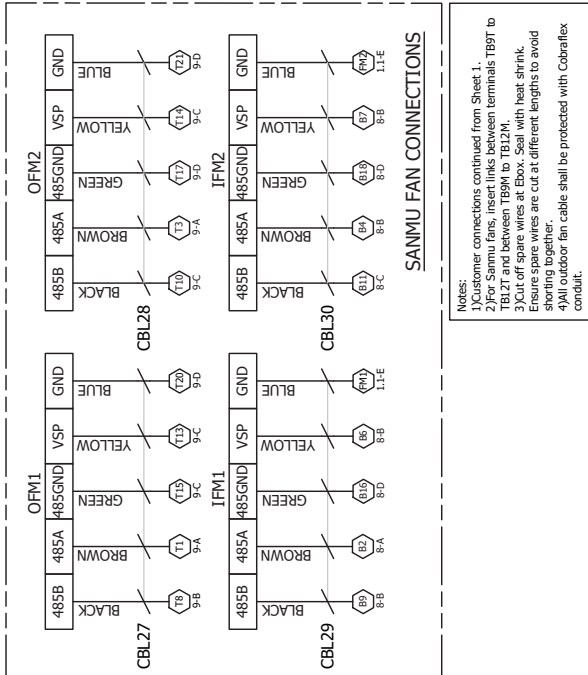 OFM1
485B 485A 485GND VSP GND
BLACK BROWN GREEN YELLOW BLUE
CBL27
T8 T1 T15 T13 T20
9-B 9-A 9-C 9-C 9-D
OFM2
485B 485A 485GND VSP GND
BLACK BROWN GREEN YELLOW BLUE
CBL28
T10 T3 T17 T14 T21
9-C 9-A 9-D 9-C 9-D
IFM1
485B 485A 485GND VSP GND
BLACK BROWN GREEN YELLOW BLUE
CBL29
B9 B2 B16 B6 FM1
8-B 8-A 8-D 8-B 1.1-E
IFM2
485B 485A 485GND VSP GND
BLACK BROWN GREEN YELLOW BLUE
CBL30
B11 B4 B18 B7 FM2
8-C 8-B 8-D 8-B 1.1-E
SANMU FAN CONNECTIONS
Notes:
1)Customer connections continued from Sheet 1.
2)For Sanmu fans, insert links between terminals TB9T to
TB12T and between TB9M to TB12M.
3)Cut off spare wires at Ebox. Seal with heat shrink.
Ensure spare wires are cut at different lengths to avoid
shorting together.
4)All outdoor fan cable shall be protected with Cobraflex
conduit.